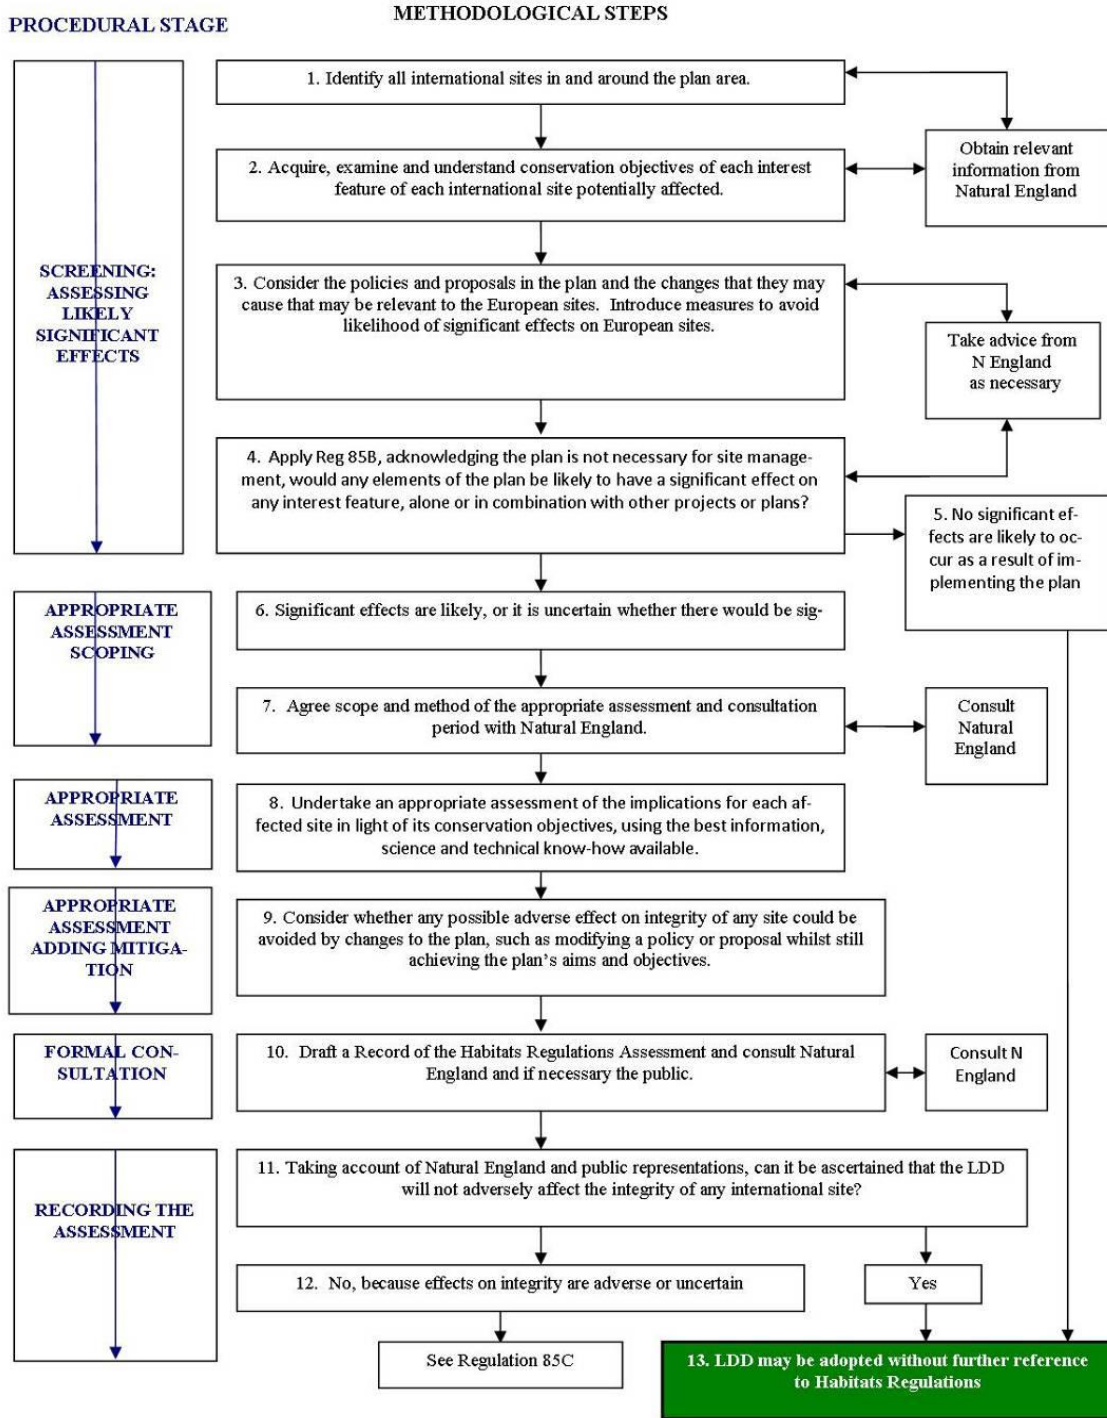 PROCEDURAL STAGE
METHODOLOGICAL STEPS
1. Identify all international sites in and around the plan area.
Obtain relevant
information from
Natural England
2. Acquire, examine and understand conservation objectives of each interest
feature of each international site potentially affected.
SCREENING:
ASSESSING
LIKELY
SIGNIFICANT
EFFECTS
3. Consider the policies and proposals in the plan and the changes that they may
cause that may be relevant to the European sites. Introduce measures to avoid
likelihood of significant effects on European sites.
Take advice from
N England
as necessary
4. Apply Reg 85B, acknowledging the plan is not necessary for site manage-
ment, would any elements of the plan be likely to have a significant effect on
any interest feature, alone or in combination with other projects or plans?
5. No significant ef-
fects are likely to oc-
cur as a result of im-
plementing the plan
APPROPRIATE
ASSESSMENT
SCOPING
6. Significant effects are likely, or it is uncertain whether there would be sig-
7. Agree scope and method of the appropriate assessment and consultation
period with Natural England.
Consult
Natural
England
APPROPRIATE
ASSESSMENT
8. Undertake an appropriate assessment of the implications for each af-
fected site in light of its conservation objectives, using the best information,
science and technical know-how available.
APPROPRIATE
ASSESSMENT
ADDING MITIGA-
TION
9. Consider whether any possible adverse effect on integrity of any site could be
avoided by changes to the plan, such as modifying a policy or proposal whilst still
achieving the plan's aims and objectives.
FORMAL CON-
SULTATION
10. Draft a Record of the Habitats Regulations Assessment and consult Natural
England and if necessary the public.
Consult N
England
RECORDING THE
ASSESSMENT
11. Taking account of Natural England and public representations, can it be ascertained that the LDD
will not adversely affect the integrity of any international site?
12. No, because effects on integrity are adverse or uncertain
Yes
See Regulation 85C
13. LDD may be adopted without further reference
to Habitats Regulations